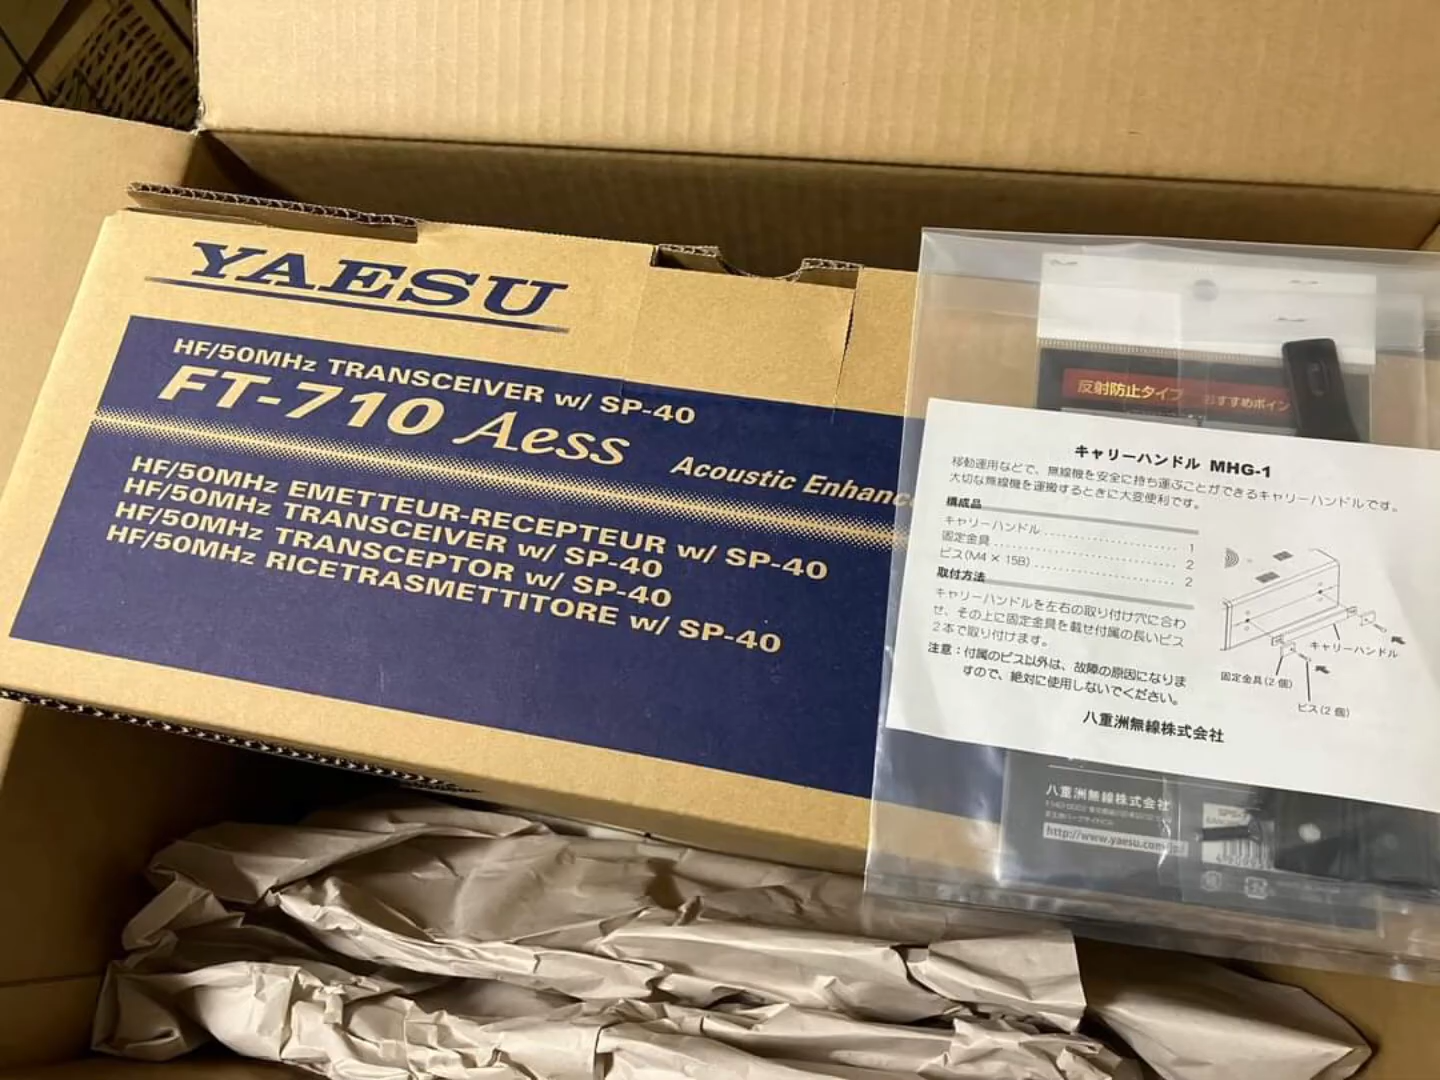 YAESU
HF/50MHz TRANSCEIVER w/ SP-40
FT-710 Aess
Acoustic Enhanc
HF/50MHz EMETTEUR-RECEPTEUR w/ SP-40
HF/50MHz TRANSCEIVER w/ SP-40
HF/50MHz TRANSCEPTOR w/ SP-40
HF/50MHz RICETRASMETTITORE w/ SP-40
反射防止タイプ おすすめポイン
キャリーハンドル MHG-1
移動運用などで、無線機を安全に持ち運ぶことができるキャリーハンドルです。
大切な無線機を運搬するときに大変便利です。
構成品
キャリーハンドル .......................... 1
固定金具 .................................. 2
ビス(M4 × 15B) .......................... 2
取付方法
キャリーハンドルを左右の取り付け穴に合わ
せ、その上に固定金具を載せ付属の長いビス
2本で取り付けます。
注意：付属のビス以外は、故障の原因になりま
すので、絶対に使用しないでください。
キャリーハンドル
固定金具(2個)
ビス(2個)
八重洲無線株式会社
八重洲無線株式会社
http://www.yaesu.com/